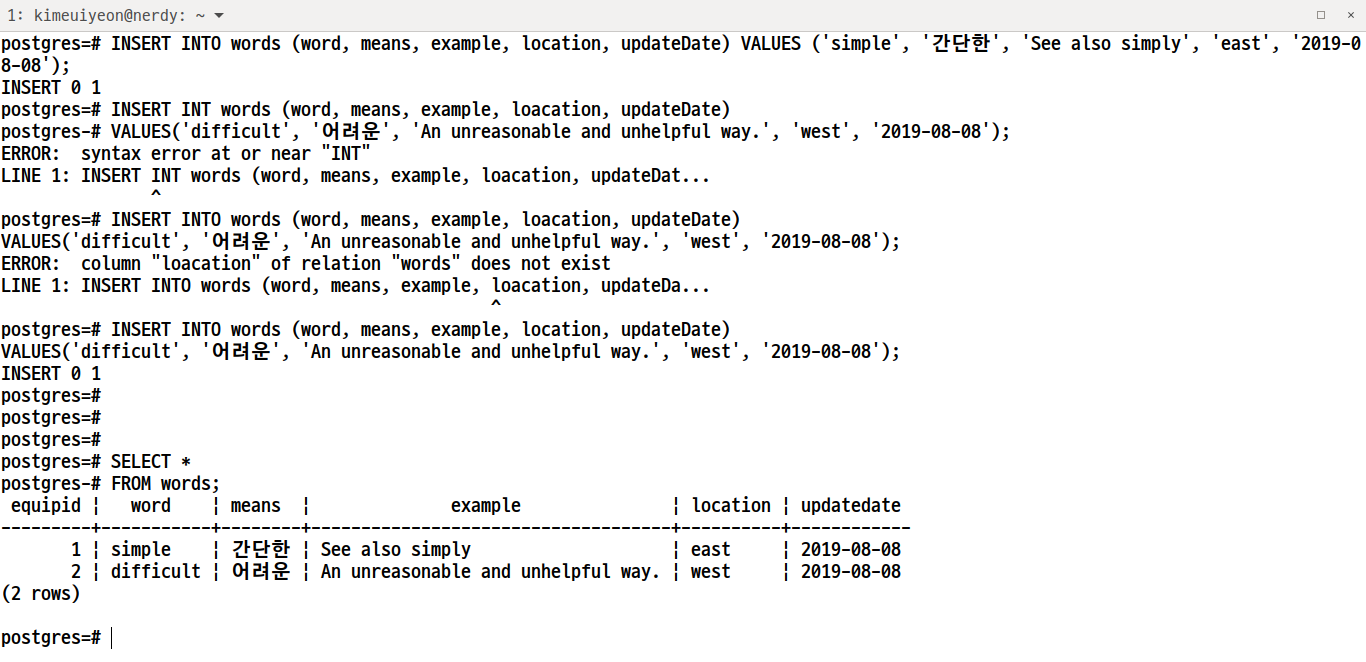 1: kimeuiyeon@nerdy: ~
postgres=# INSERT INTO words (word, means, example, location, updateDate) VALUES ('simple', '간단한', 'See also simply', 'east', '2019-0
8-08');
INSERT 0 1
postgres=# INSERT INT words (word, means, example, loacation, updateDate)
postgres-# VALUES('difficult', '어려운', 'An unreasonable and unhelpful way.', 'west', '2019-08-08');
ERROR:  syntax error at or near "INT"
LINE 1: INSERT INT words (word, means, example, loacation, updateDat...
               ^
postgres=# INSERT INTO words (word, means, example, loacation, updateDate)
VALUES('difficult', '어려운', 'An unreasonable and unhelpful way.', 'west', '2019-08-08');
ERROR:  column "loacation" of relation "words" does not exist
LINE 1: INSERT INTO words (word, means, example, loacation, updateDa...
                                                 ^
postgres=# INSERT INTO words (word, means, example, location, updateDate)
VALUES('difficult', '어려운', 'An unreasonable and unhelpful way.', 'west', '2019-08-08');
INSERT 0 1
postgres=#
postgres=#
postgres=#
postgres=# SELECT *
postgres-# FROM words;
 equipid |   word    | means  |              example               | location | updatedate
---------+-----------+--------+------------------------------------+----------+------------
       1 | simple    | 간단한 | See also simply                    | east     | 2019-08-08
       2 | difficult | 어려운 | An unreasonable and unhelpful way. | west     | 2019-08-08
(2 rows)
postgres=#